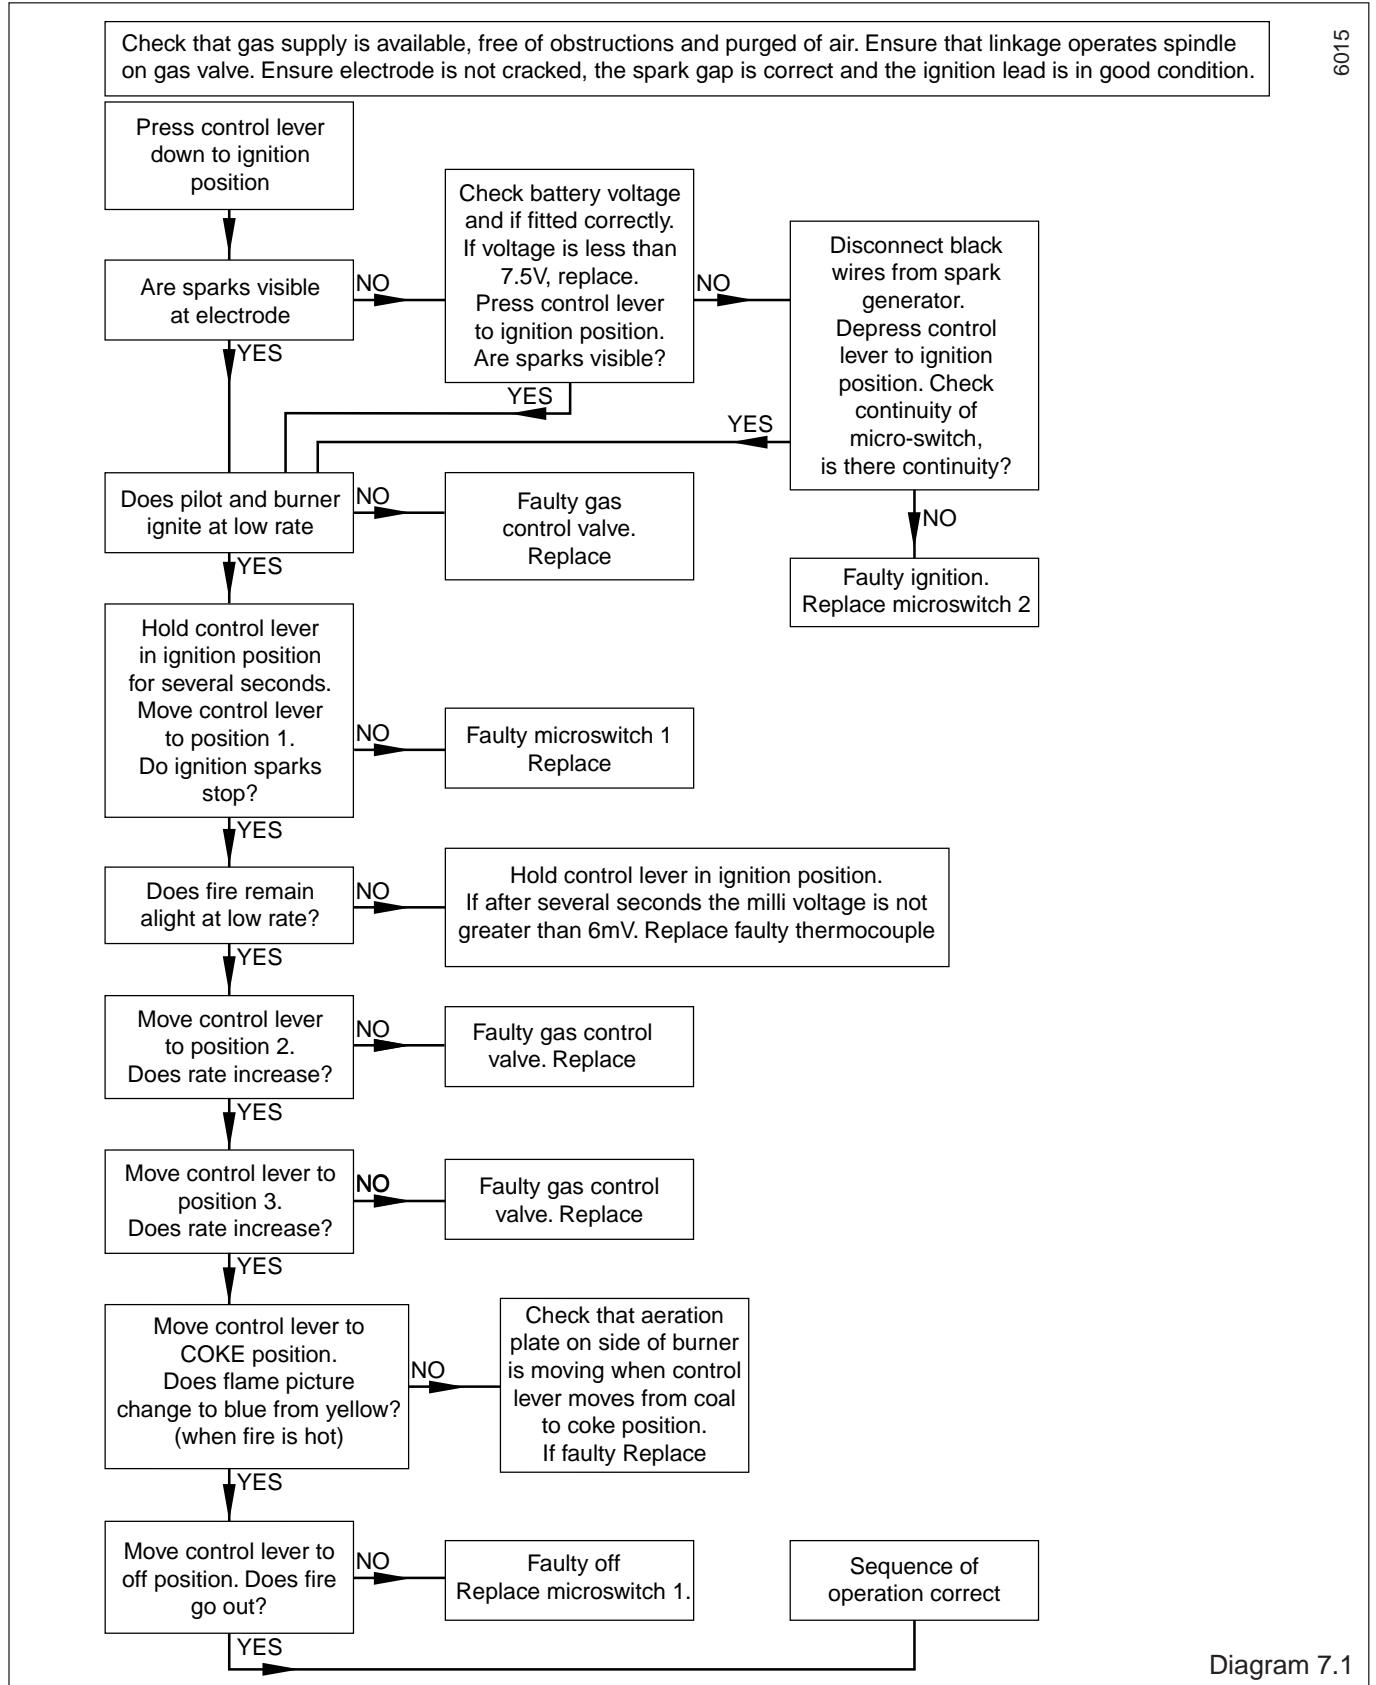 Check that gas supply is available, free of obstructions and purged of air. Ensure that linkage operates spindle
on gas valve. Ensure electrode is not cracked, the spark gap is correct and the ignition lead is in good condition.
6015
Press control lever
down to ignition
position
Are sparks visible
at electrode
NO
YES
Check battery voltage
and if fitted correctly.
If voltage is less than
7.5V, replace.
Press control lever
to ignition position.
Are sparks visible?
NO
YES
Disconnect black
wires from spark
generator.
Depress control
lever to ignition
position. Check
continuity of
micro-switch,
is there continuity?
YES
NO
Faulty ignition.
Replace microswitch 2
Does pilot and burner
ignite at low rate
NO
Faulty gas
control valve.
Replace
YES
Hold control lever
in ignition position
for several seconds.
Move control lever
to position 1.
Do ignition sparks
stop?
NO
Faulty microswitch 1
Replace
YES
Does fire remain
alight at low rate?
NO
Hold control lever in ignition position.
If after several seconds the milli voltage is not
greater than 6mV. Replace faulty thermocouple
YES
Move control lever
to position 2.
Does rate increase?
NO
Faulty gas control
valve. Replace
YES
Move control lever to
position 3.
Does rate increase?
NO
Faulty gas control
valve. Replace
YES
Move control lever to
COKE position.
Does flame picture
change to blue from yellow?
(when fire is hot)
NO
Check that aeration
plate on side of burner
is moving when control
lever moves from coal
to coke position.
If faulty Replace
YES
Move control lever to
off position. Does fire
go out?
NO
Faulty off
Replace microswitch 1.
YES
Sequence of
operation correct
Diagram 7.1